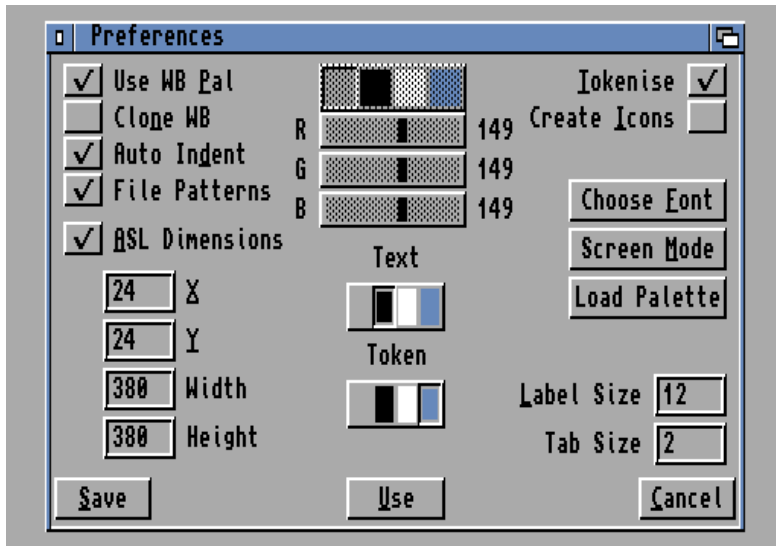 Preferences
Use WB Pal
Clone WB
Auto Indent
File Patterns
ASL Dimensions
24 X
24 Y
380 Width
380 Height
R 149
G 149
B 149
Text
Token
Tokenise
Create Icons
Choose Font
Screen Mode
Load Palette
Label Size 12
Tab Size 2
Save
Use
Cancel